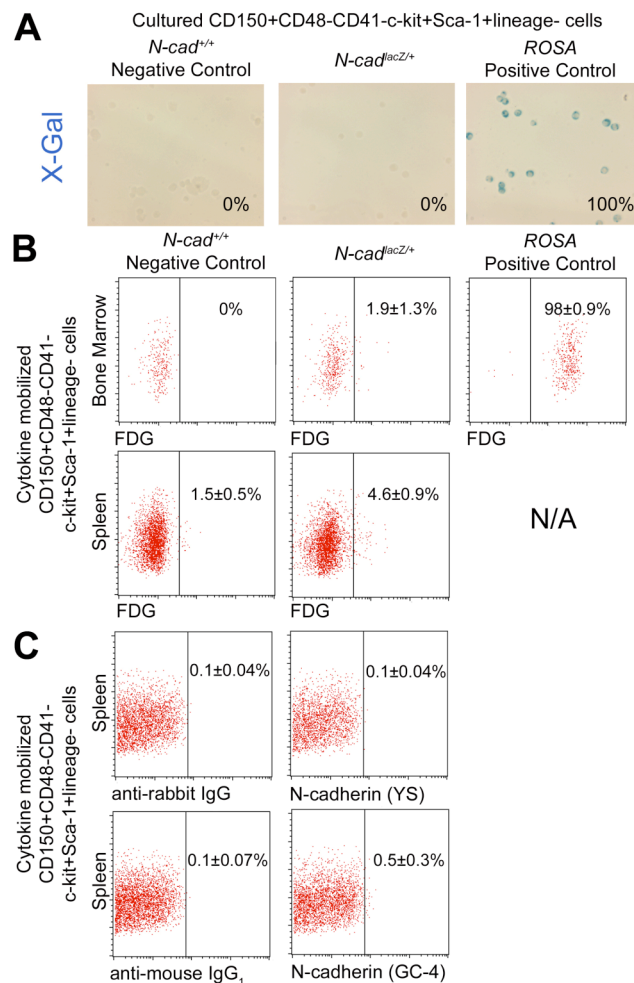 A
Cultured CD150+CD48-CD41-c-kit+Sca-1+lineage- cells
N-cad+/+
Negative Control
N-cadlacZ/+
ROSA
Positive Control
X-Gal
0%
0%
100%
B
N-cad+/+
Negative Control
N-cadlacZ/+
ROSA
Positive Control
Cytokine mobilized
CD150+CD48-CD41-
c-kit+Sca-1+lineage- cells
Bone Marrow
0%
1.9±1.3%
98±0.9%
FDG
FDG
FDG
Spleen
1.5±0.5%
4.6±0.9%
N/A
FDG
FDG
C
Cytokine mobilized
CD150+CD48-CD41-
c-kit+Sca-1+lineage- cells
Spleen
0.1±0.04%
0.1±0.04%
anti-rabbit IgG
N-cadherin (YS)
Spleen
0.1±0.07%
0.5±0.3%
anti-mouse IgG1
N-cadherin (GC-4)